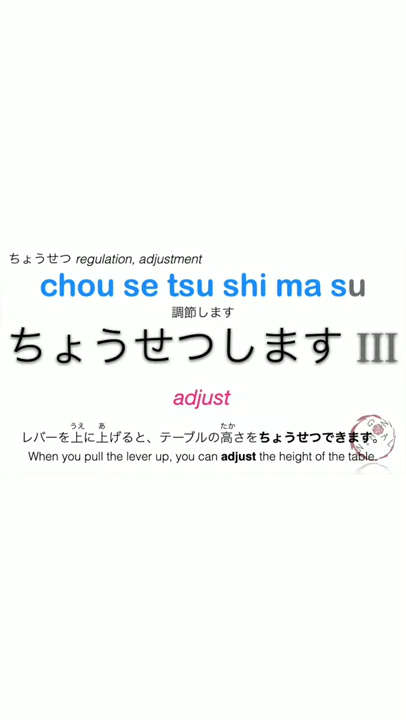 ちょうせつ regulation, adjustment
chou se tsu shi ma su
調節します
ちょうせつします III
adjust
レバーを上に上げると、テーブルの高さをちょうせつできます。
うえ あ たか
When you pull the lever up, you can adjust the height of the table.